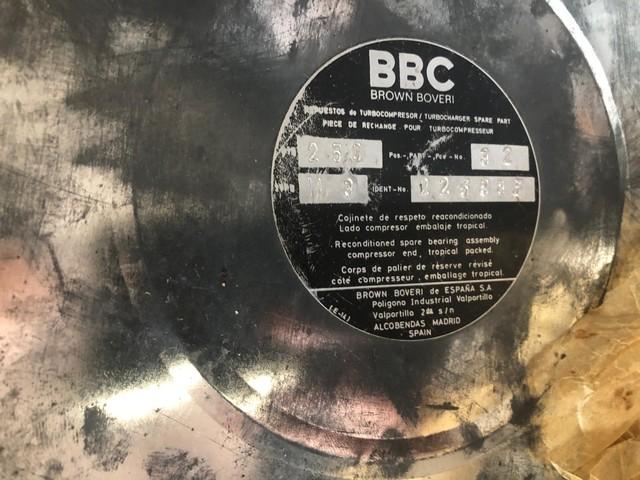 BBC
BROWN BOVERI
REPUESTOS de TURBOCOMPRESOR / TURBOCHARGER SPARE PART
PIECE DE RECHANGE POUR TURBOCOMPRESSEUR
Pos.-, Part-, Pce-No. 32
IDENT-No.
Cojinete de respeto reacondicionado
Lado compresor embalaje tropical.
Reconditioned spare bearing assembly
compressor end, tropical packed.
Corps de palier de réserve révisé
côté compresseur, emballage tropical.
BROWN BOVERI de ESPAÑA S.A.
Poligono Industrial Valportillo
Valportillo 2ª s/n
ALCOBENDAS MADRID
SPAIN
(E-14)